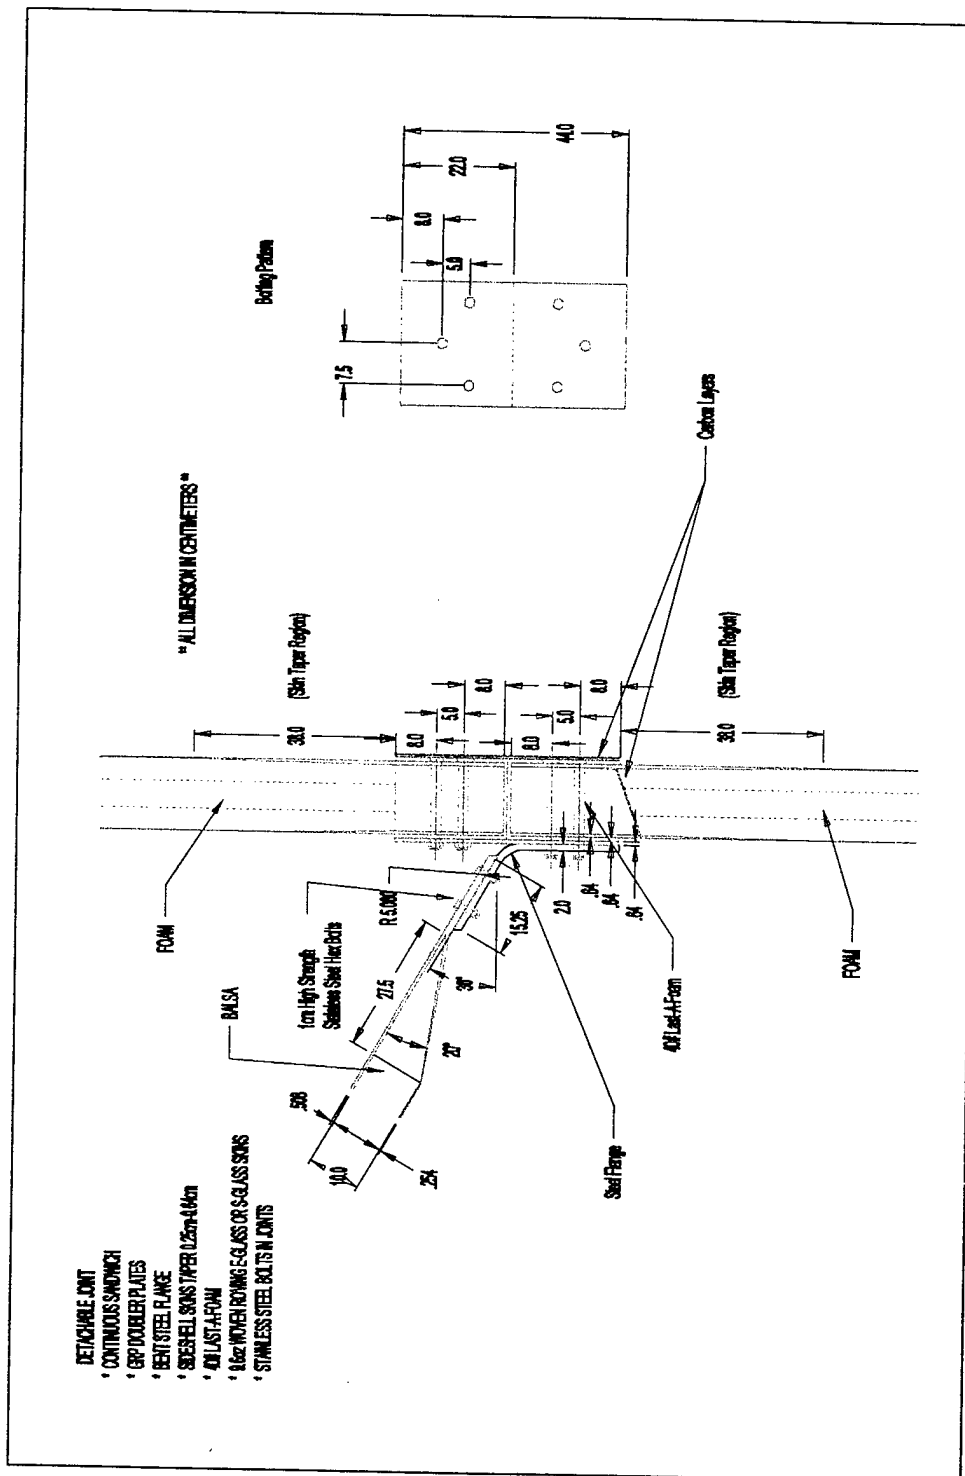 DETACHABLE JOINT
* CONTINUOUS SANDWICH
* GRP DOUBLER PLATES
* BENT STEEL FLANGE
* SIDESHELL SKINS TAPER 0.25cm-0.64cm
* 40# LAST-A-FOAM
* 9.6oz WOVEN ROVING E-GLASS OR S-GLASS SKINS
* STAINLESS STEEL BOLTS IN JOINTS
** ALL DIMENSION IN CENTIMETERS **
Bolting Pattern
7.5
8.0
5.0
22.0
44.0
FOAM
BALSA
1cm High Strength
Stainless Steel Hex Bolts
R 5.080
27.5
30°
20°
15.25
.508
10.0
.254
38.0
(Skin Taper Region)
8.0
5.0
8.0
8.0
5.0
8.0
38.0
(Skin Taper Region)
2.0
.64
.64
.64
Carbon Layers
Steel Flange
40# Last-A-Foam
FOAM